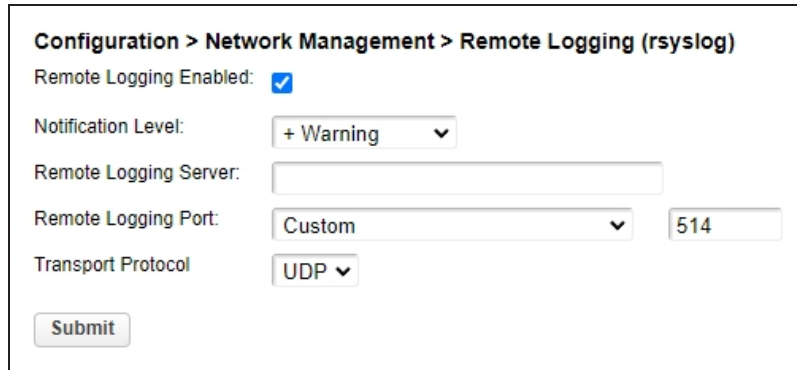 Configuration > Network Management > Remote Logging (rsyslog)
Remote Logging Enabled:
Notification Level: + Warning
Remote Logging Server:
Remote Logging Port: Custom 514
Transport Protocol UDP
Submit